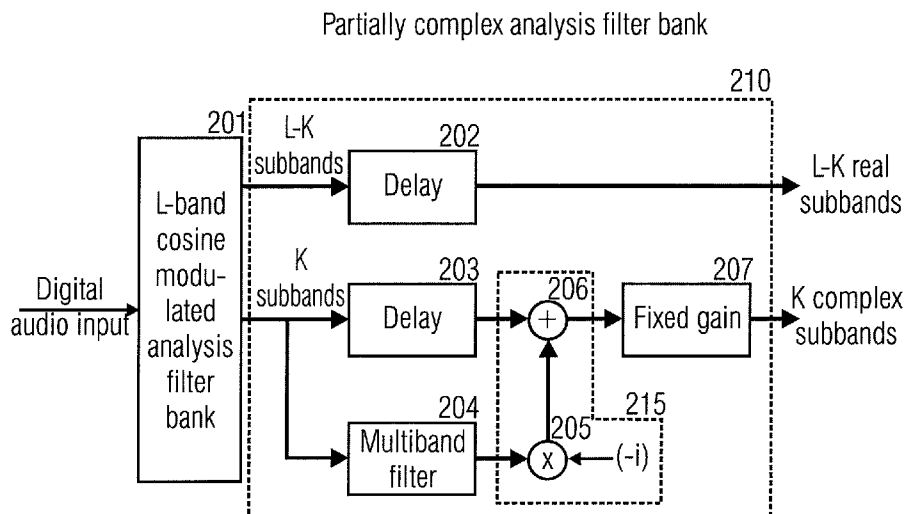 Partially complex analysis filter bank
210
201
L-K
subbands
202
Delay
L-K real
subbands
L-band
cosine
modu-
lated
analysis
filter
bank
Digital
audio input
K
subbands
203
Delay
206
+
207
Fixed gain
K complex
subbands
204
Multiband
filter
205
x
215
(-i)